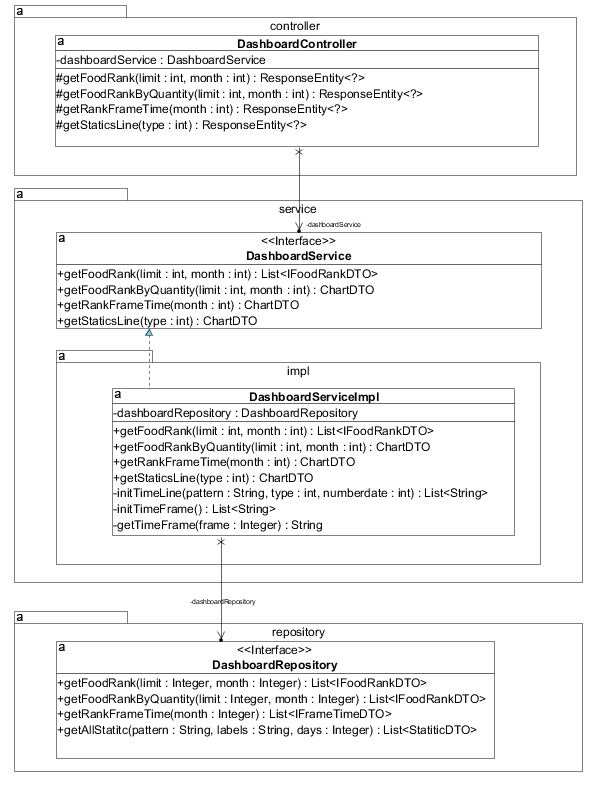 a
controller
a
DashboardController
-dashboardService : DashboardService
#getFoodRank(limit : int, month : int) : ResponseEntity<?>
#getFoodRankByQuantity(limit : int, month : int) : ResponseEntity<?>
#getRankFrameTime(month : int) : ResponseEntity<?>
#getStaticsLine(type : int) : ResponseEntity<?>
a
service
-dashboardService
a
<<Interface>>
DashboardService
+getFoodRank(limit : int, month : int) : List<IFoodRankDTO>
+getFoodRankByQuantity(limit : int, month : int) : ChartDTO
+getRankFrameTime(month : int) : ChartDTO
+getStaticsLine(type : int) : ChartDTO
a
impl
a
DashboardServiceImpl
-dashboardRepository : DashboardRepository
+getFoodRank(limit : int, month : int) : List<IFoodRankDTO>
+getFoodRankByQuantity(limit : int, month : int) : ChartDTO
+getRankFrameTime(month : int) : ChartDTO
+getStaticsLine(type : int) : ChartDTO
-initTimeLine(pattern : String, type : int, numberdate : int) : List<String>
-initTimeFrame() : List<String>
-getTimeFrame(frame : Integer) : String
-dashboardRepository
a
repository
a
<<Interface>>
DashboardRepository
+getFoodRank(limit : Integer, month : Integer) : List<IFoodRankDTO>
+getFoodRankByQuantity(limit : Integer, month : Integer) : List<IFoodRankDTO>
+getRankFrameTime(month : Integer) : List<IFrameTimeDTO>
+getAllStatitc(pattern : String, labels : String, days : Integer) : List<StatiticDTO>